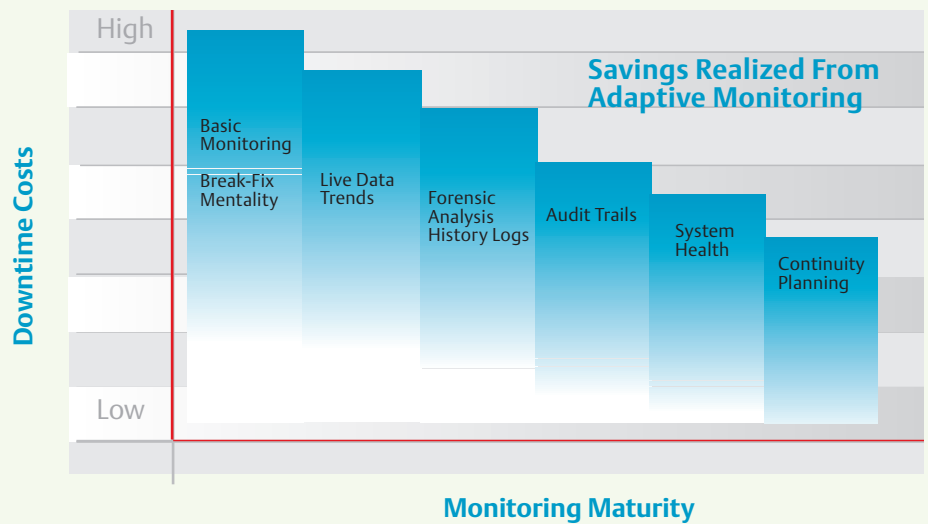 High
Savings Realized From
Adaptive Monitoring
Basic
Monitoring
Break-Fix
Mentality
Live Data
Trends
Forensic
Analysis
History Logs
Audit Trails
System
Health
Continuity
Planning
Downtime Costs
Low
Monitoring Maturity